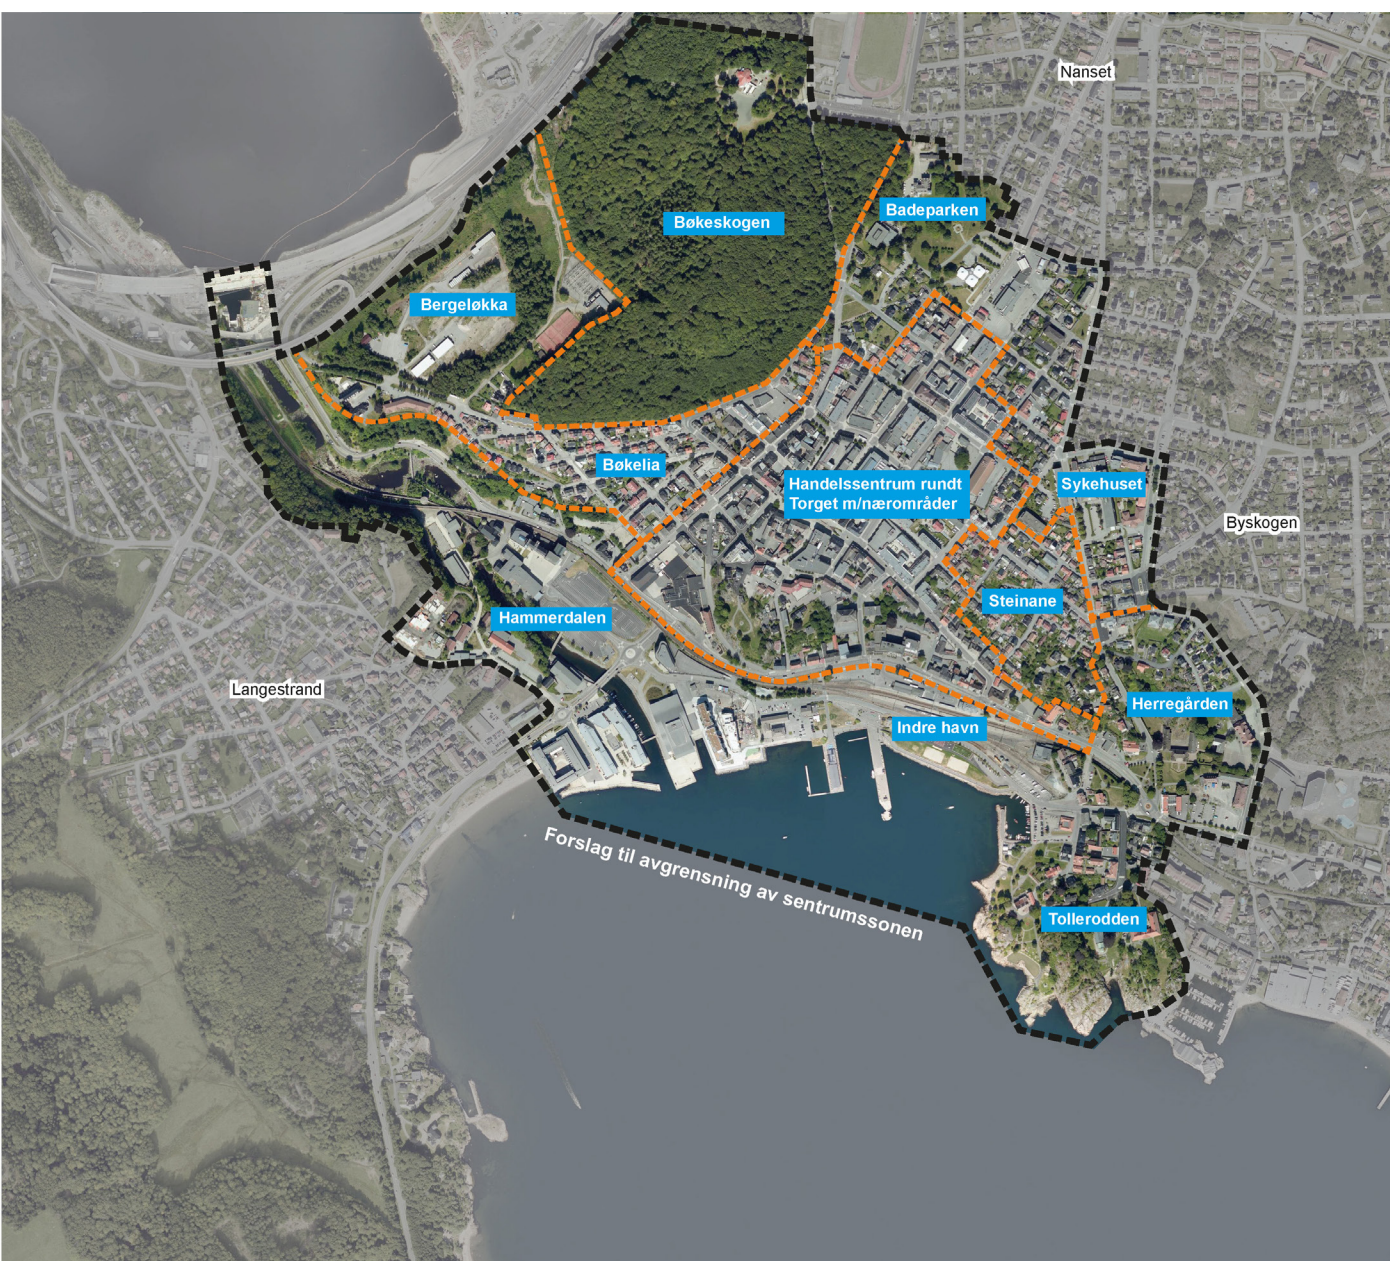 Nanset
Badeparken
Bøkeskogen
Bergeløkka
Bøkelia
Handelssentrum rundt
Torget m/nærområder
Sykehuset
Byskogen
Steinane
Hammerdalen
Langestrand
Herregården
Indre havn
Forslag til avgrensning av sentrumssonen
Tollerodden